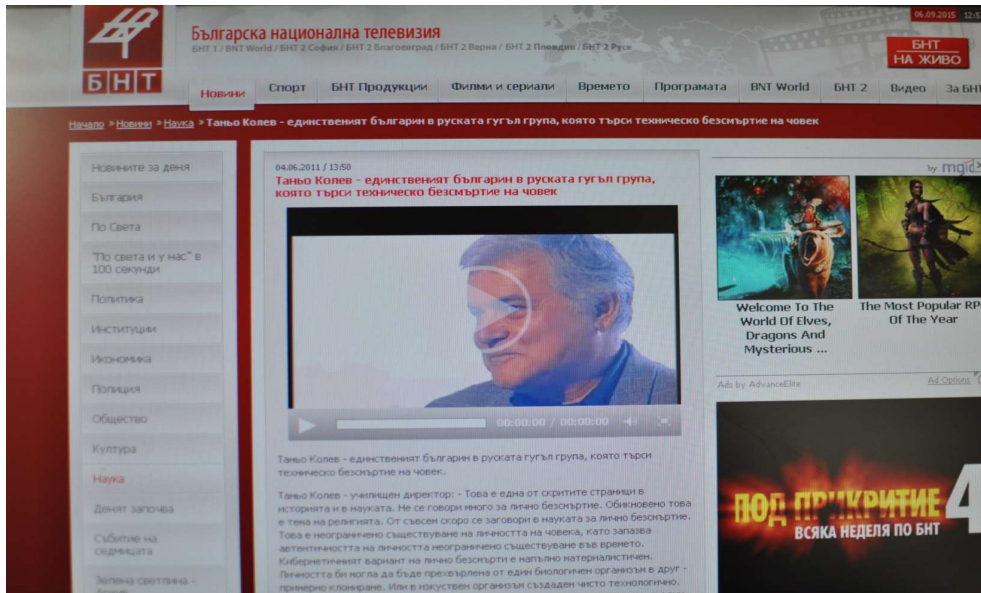 06.09.2015 12:5
Българска национална телевизия
БНТ 1 / BNT World / БНТ 2 София / БНТ 2 Благоевград / БНТ 2 Варна / БНТ 2 Пловдив / БНТ 2 Русе
БНТ
БНТ
НА ЖИВО
Новини
Спорт
БНТ Продукции
Филми и сериали
Времето
Програмата
BNT World
БНТ 2
Видео
За БНТ
Начало » Новини » Наука » Таньо Колев - единственият българин в руската гугъл група, която търси техническо безсмъртие на човек
Новините за деня
България
По Света
"По света и у нас" в
100 секунди
Политика
Институции
Икономика
Полиция
Общество
Култура
Наука
Денят започва
Събитие на
седмицата
Зелена светлина -
04.06.2011 / 13:50
Таньо Колев - единственият българин в руската гугъл група,
която търси техническо безсмъртие на човек
00:00:00 / 00:00:00
Таньо Колев - единственият българин в руската гугъл група, която търси
техническо безсмъртие на човек.
Таньо Колев - училищен директор: - Това е една от скритите страници в
историята и в науката. Не се говори много за лично безсмъртие. Обикновено това
е тема на религията. От съвсем скоро се заговори в науката за лично безсмъртие.
Това е неограничено съществуване на личността на човека, като запазва
автентичността на личността неограничено съществуване във времето.
Кибернетичният вариант на лично безсмърти е напълно материалистичен.
Личността би могла да бъде прехвърлена от един биологичен организъм в друг -
примерно клониране. Или в изкуствен организъм създаден чисто технологично.
by mgid
Welcome To The
World Of Elves,
Dragons And
Mysterious ...
The Most Popular RP
Of The Year
Ads by AdvanceElite
Ad Options
ПОД ПРИКРИТИЕ 4
ВСЯКА НЕДЕЛЯ ПО БНТ